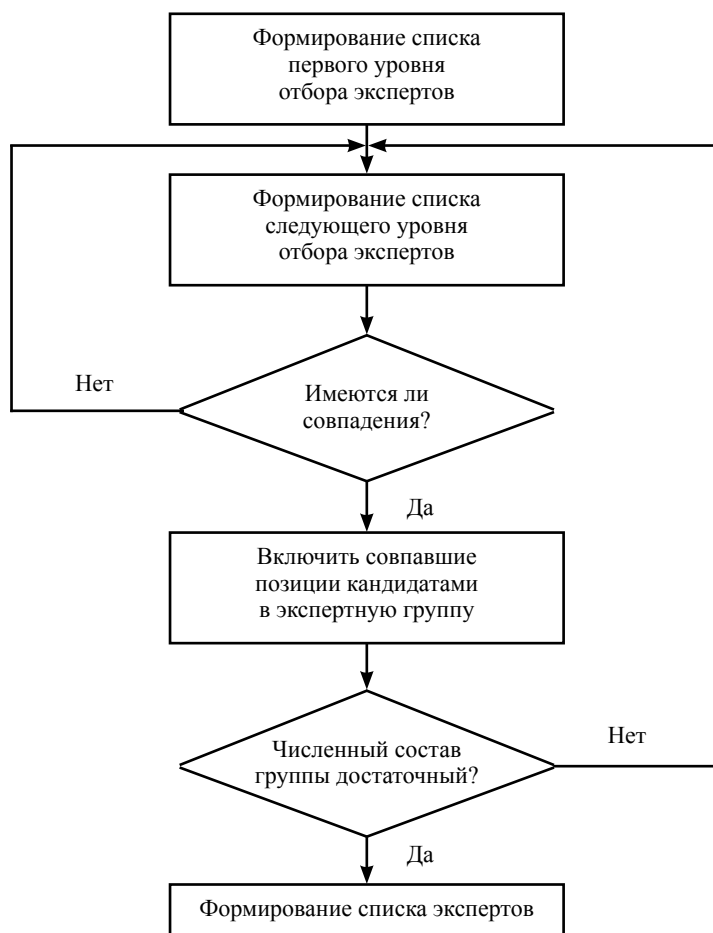 Формирование списка
первого уровня
отбора экспертов
Формирование списка
следующего уровня
отбора экспертов
Нет
Имеются ли
совпадения?
Да
Включить совпавшие
позиции кандидатами
в экспертную группу
Численный состав
группы достаточный?
Нет
Да
Формирование списка экспертов